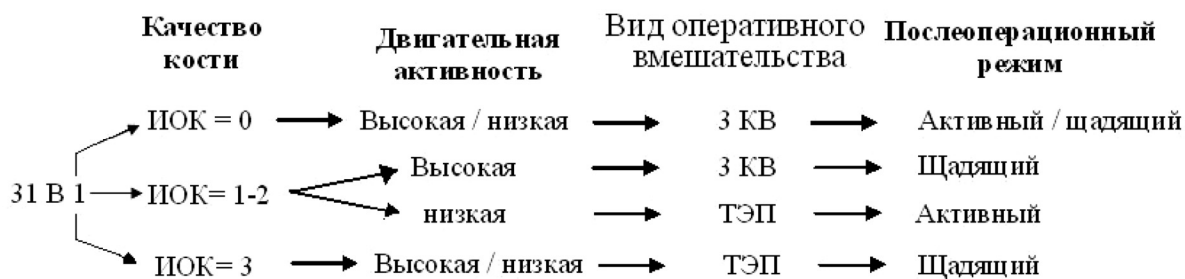 Качество кости
Двигательная активность
Вид оперативного вмешательства
Послеоперационный режим
ИОК = 0
Высокая / низкая
3 КВ
Активный / щадящий
31 В 1
ИОК= 1-2
Высокая
3 КВ
Щадящий
низкая
ТЭП
Активный
ИОК= 3
Высокая / низкая
ТЭП
Щадящий